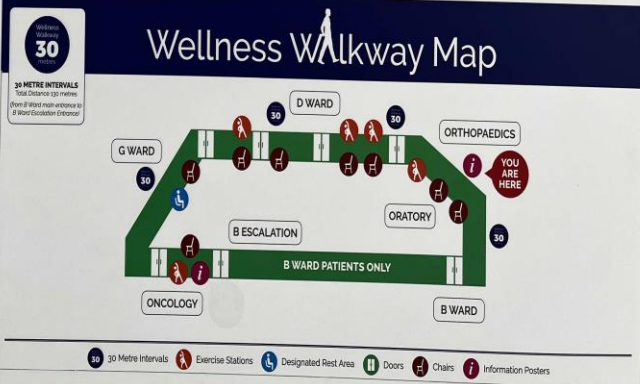 Wellness
Walkway
30
metres
30 METRE INTERVALS
Total Distance 130 metres
(from B Ward main entrance to
B Ward Escalation Entrance)
Wellness Walkway Map
D WARD
30
30
ORTHOPAEDICS
G WARD
YOU
ARE
HERE
i
30
ORATORY
B ESCALATION
30
B WARD PATIENTS ONLY
i
ONCOLOGY
B WARD
30 30 Metre Intervals Exercise Stations Designated Rest Area Doors Chairs i Information Posters